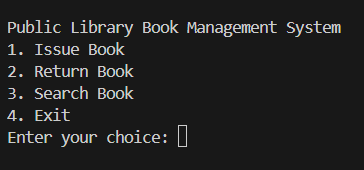 Public Library Book Management System
1. Issue Book
2. Return Book
3. Search Book
4. Exit
Enter your choice: